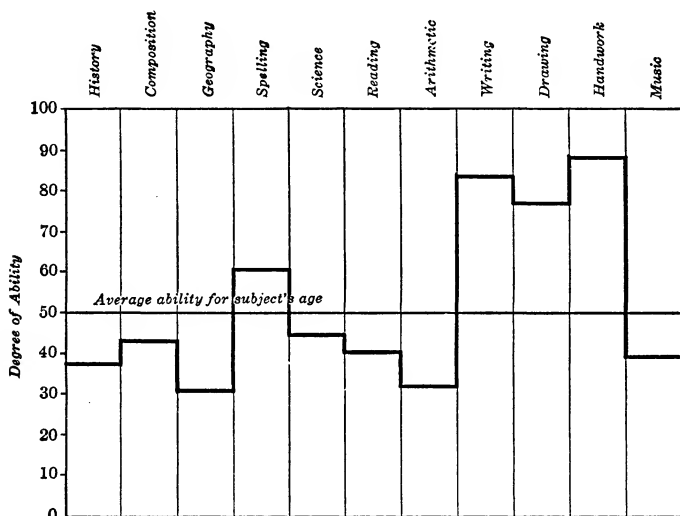 History
Composition
Geography
Spelling
Science
Reading
Arithmetic
Writing
Drawing
Handwork
Music
100
90
80
70
60
50
40
30
20
10
0
Degree of Ability
Average ability for subject's age